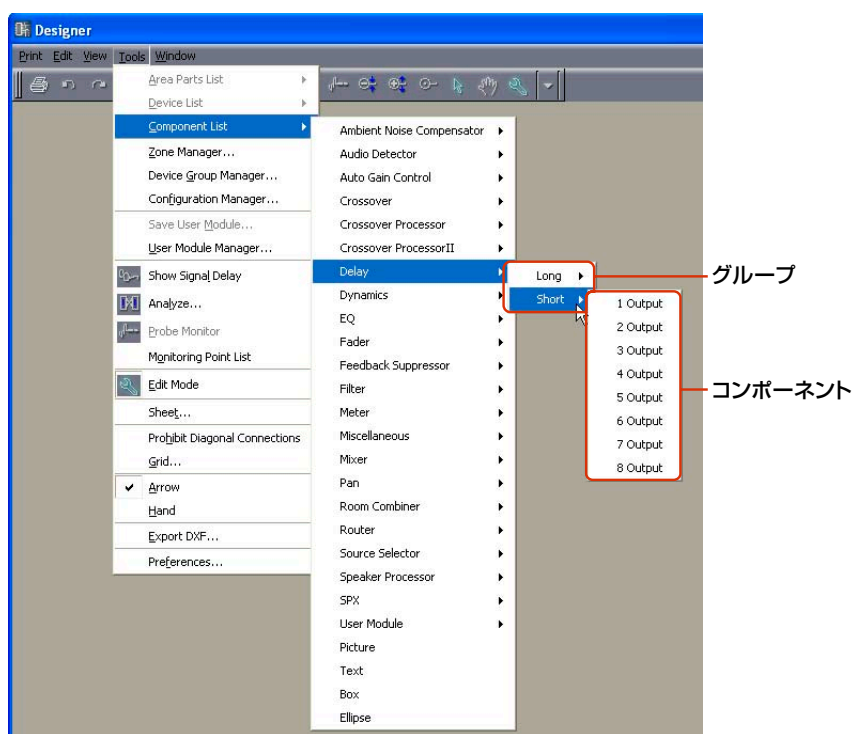 Designer
Print Edit View Tools Window
Area Parts List
Device List
Component List
Zone Manager...
Device Group Manager...
Configuration Manager...
Save User Module...
User Module Manager...
Show Signal Delay
Analyze...
Probe Monitor
Monitoring Point List
Edit Mode
Sheet...
Prohibit Diagonal Connections
Grid...
Arrow
Hand
Export DXF...
Preferences...
Ambient Noise Compensator
Audio Detector
Auto Gain Control
Crossover
Crossover Processor
Crossover ProcessorII
Delay
Dynamics
EQ
Fader
Feedback Suppressor
Filter
Meter
Miscellaneous
Mixer
Pan
Room Combiner
Router
Source Selector
Speaker Processor
SPX
User Module
Picture
Text
Box
Ellipse
Long
Short
グループ
1 Output
2 Output
3 Output
4 Output
5 Output
6 Output
7 Output
8 Output
コンポーネント